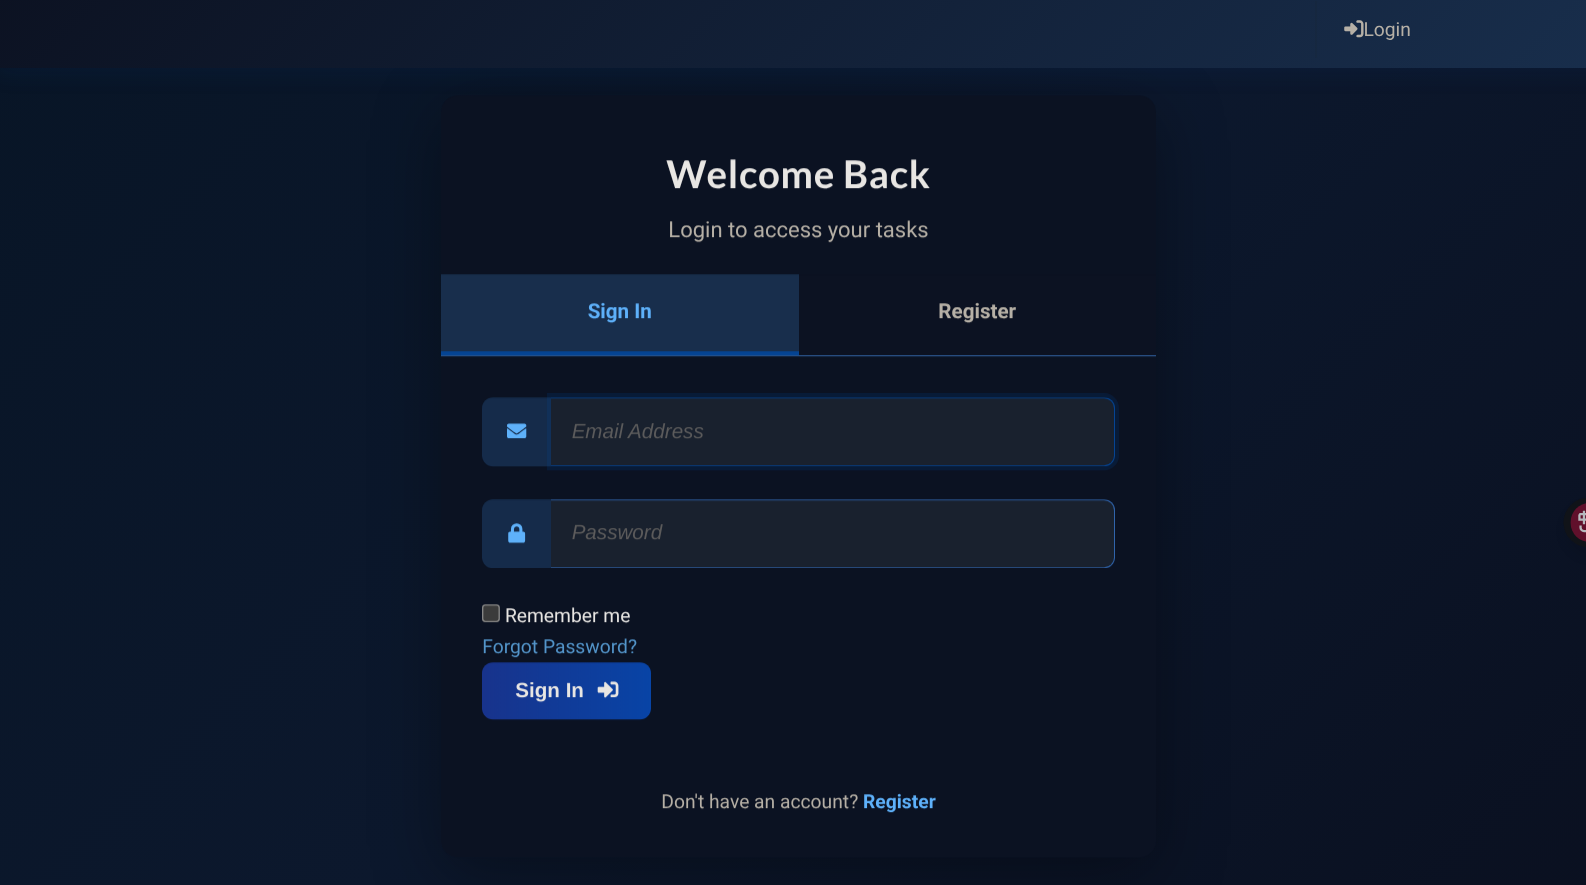 Login
Welcome Back
Login to access your tasks
Sign In
Register
Email Address
Password
Remember me
Forgot Password?
Sign In
Don't have an account? Register